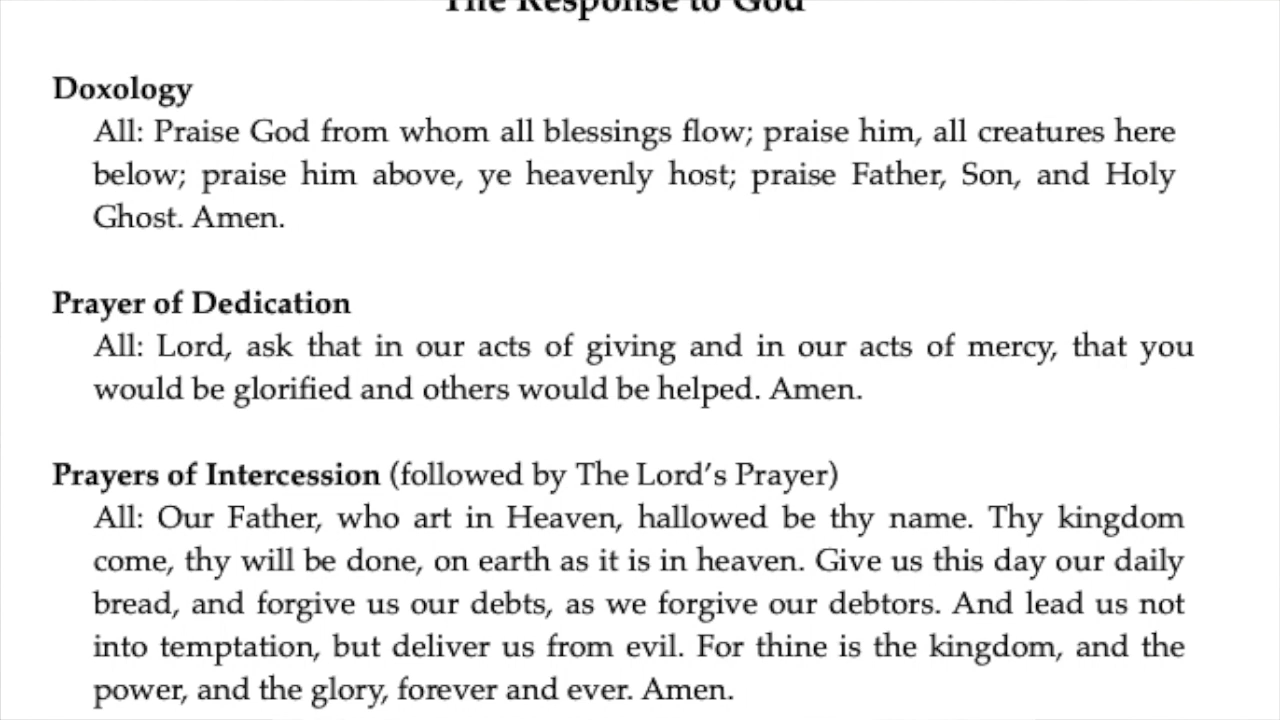 The Response to God
Doxology
All: Praise God from whom all blessings flow; praise him, all creatures here
below; praise him above, ye heavenly host; praise Father, Son, and Holy
Ghost. Amen.
Prayer of Dedication
All: Lord, ask that in our acts of giving and in our acts of mercy, that you
would be glorified and others would be helped. Amen.
Prayers of Intercession (followed by The Lord's Prayer)
All: Our Father, who art in Heaven, hallowed be thy name. Thy kingdom
come, thy will be done, on earth as it is in heaven. Give us this day our daily
bread, and forgive us our debts, as we forgive our debtors. And lead us not
into temptation, but deliver us from evil. For thine is the kingdom, and the
power, and the glory, forever and ever. Amen.